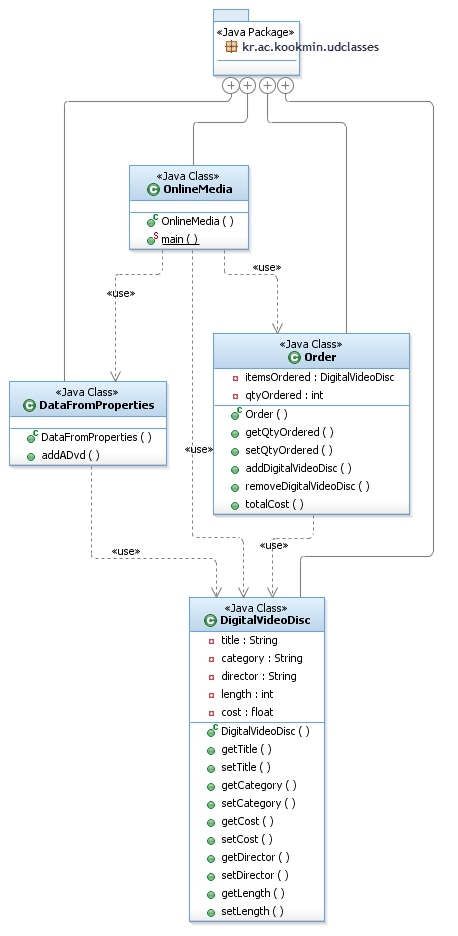 «Java Package»
kr.ac.kookmin.udclasses
«Java Class»
OnlineMedia
OnlineMedia ( )
main ( )
«use»
«use»
«Java Class»
Order
itemsOrdered : DigitalVideoDisc
qtyOrdered : int
Order ( )
getQtyOrdered ( )
setQtyOrdered ( )
addDigitalVideoDisc ( )
removeDigitalVideoDisc ( )
totalCost ( )
«Java Class»
DataFromProperties
DataFromProperties ( )
addADvd ( )
«use»
«use»
«use»
«Java Class»
DigitalVideoDisc
title : String
category : String
director : String
length : int
cost : float
DigitalVideoDisc ( )
getTitle ( )
setTitle ( )
getCategory ( )
setCategory ( )
getCost ( )
setCost ( )
getDirector ( )
setDirector ( )
getLength ( )
setLength ( )